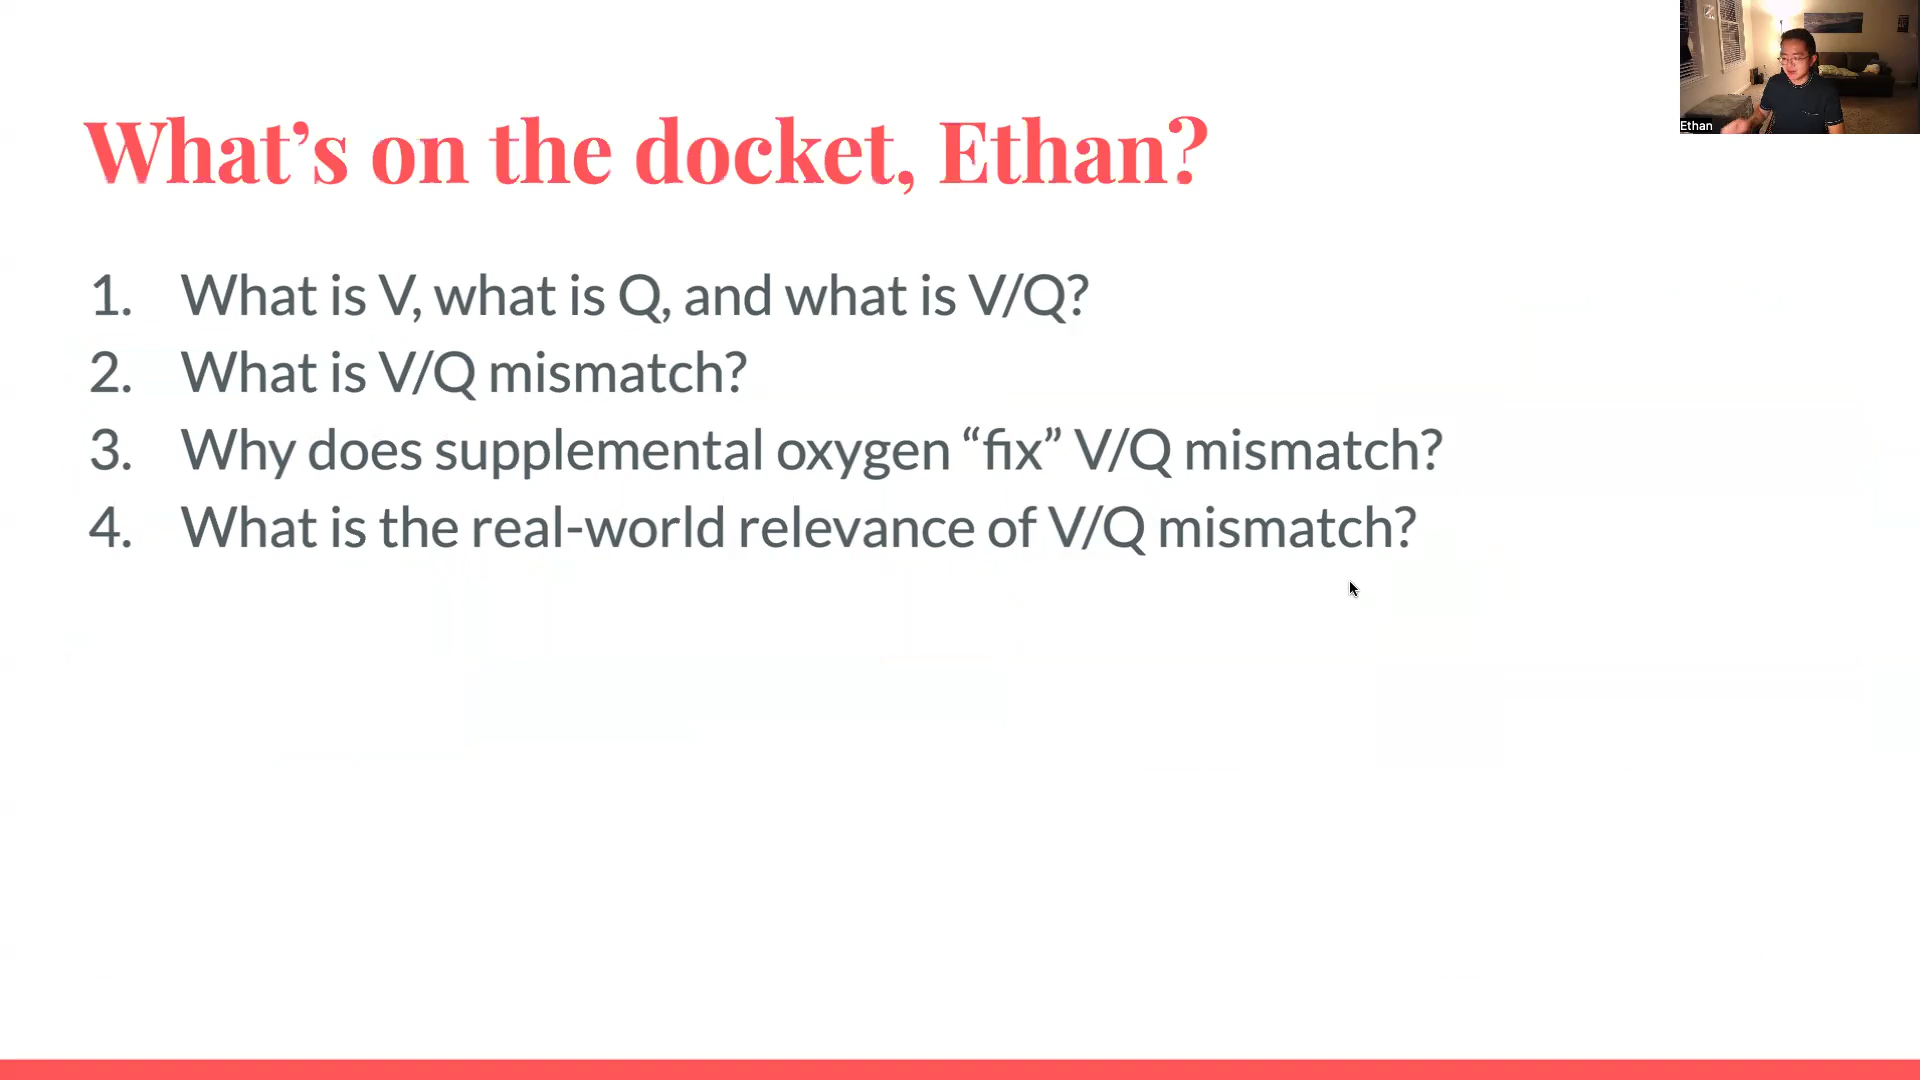 What’s on the docket, Ethan?
1. What is V, what is Q, and what is V/Q?
2. What is V/Q mismatch?
3. Why does supplemental oxygen “fix” V/Q mismatch?
4. What is the real-world relevance of V/Q mismatch?
Ethan